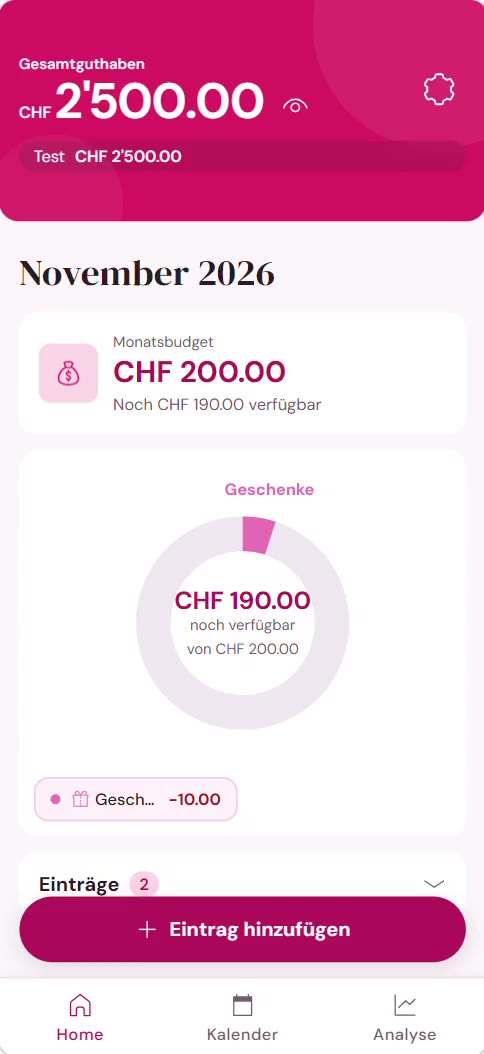 Gesamtguthaben
CHF 2'500.00
Test CHF 2'500.00
November 2026
Monatsbudget
CHF 200.00
Noch CHF 190.00 verfügbar
Geschenke
CHF 190.00
noch verfügbar
von CHF 200.00
Gesch... -10.00
Einträge 2
Eintrag hinzufügen
Home Kalender Analyse